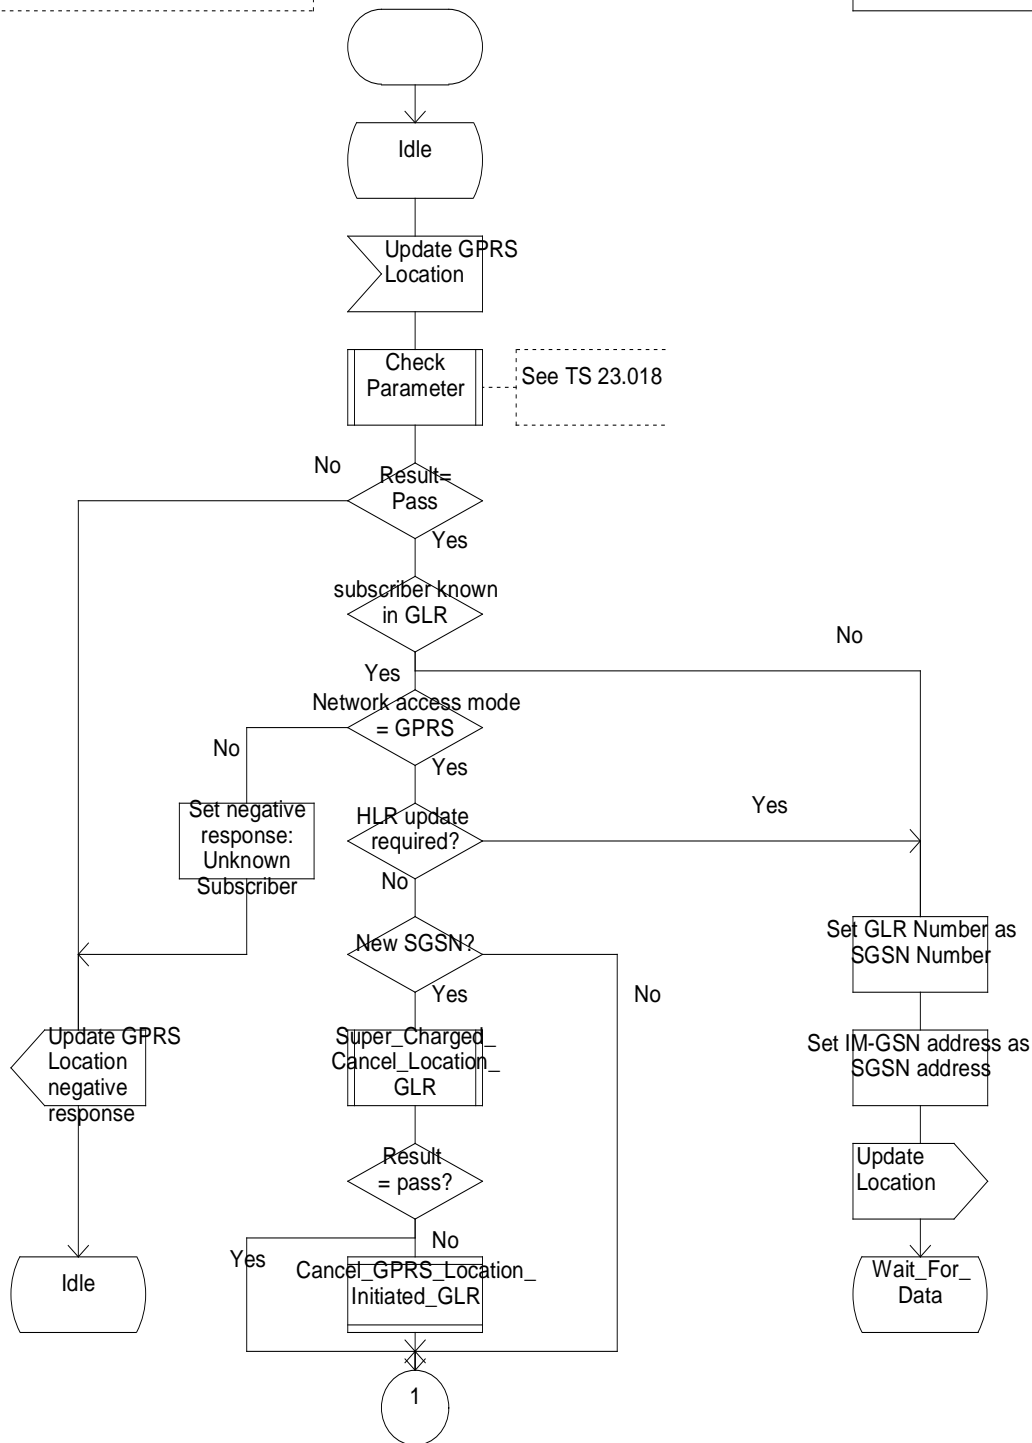 Idle
Update GPRS
Location
Check
Parameter
See TS 23.018
No
Result=
Pass
Yes
subscriber known
in GLR
No
Yes
Network access mode
= GPRS
No
Yes
Set negative
response:
Unknown
Subscriber
HLR update
required?
Yes
No
New SGSN?
Yes
No
Set GLR Number as
SGSN Number
Update GPRS
Location
negative
response
Super_Charged_
Cancel_Location_
GLR
Set IM-GSN address as
SGSN address
Result
= pass?
Update
Location
Yes
No
Idle
Cancel_GPRS_Location_
Initiated_GLR
Wait_For_
Data
1